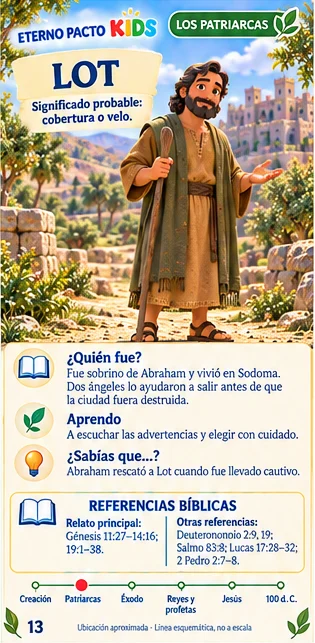 ETERNO PACTO KIDS
LOS PATRIARCAS
LOT
Significado probable:
cobertura o velo.
¿Quién fue?
Fue sobrino de Abraham y vivió en Sodoma.
Dos ángeles lo ayudaron a salir antes de que
la ciudad fuera destruida.
Aprendo
A escuchar las advertencias y elegir con cuidado.
¿Sabías que...?
Abraham rescató a Lot cuando fue llevado cautivo.
REFERENCIAS BÍBLICAS
Relato principal:
Génesis 11:27–14:16;
19:1–38.
Otras referencias:
Deuterononoio 2:9, 19;
Salmo 83:8; Lucas 17:28–32;
2 Pedro 2:7–8.
Creación
Patriarcas
Éxodo
Reyes y
profetas
Jesús
100 d.C.
13
Ubicación aproximada · Línea esquemática, no a escala